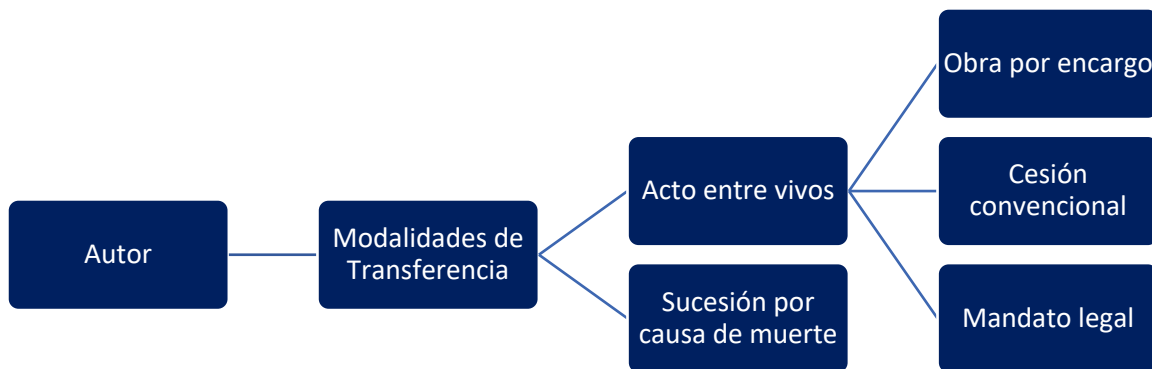 Autor
Modalidades de
Transferencia
Acto entre vivos
Sucesión por
causa de muerte
Obra por encargo
Cesión
convencional
Mandato legal